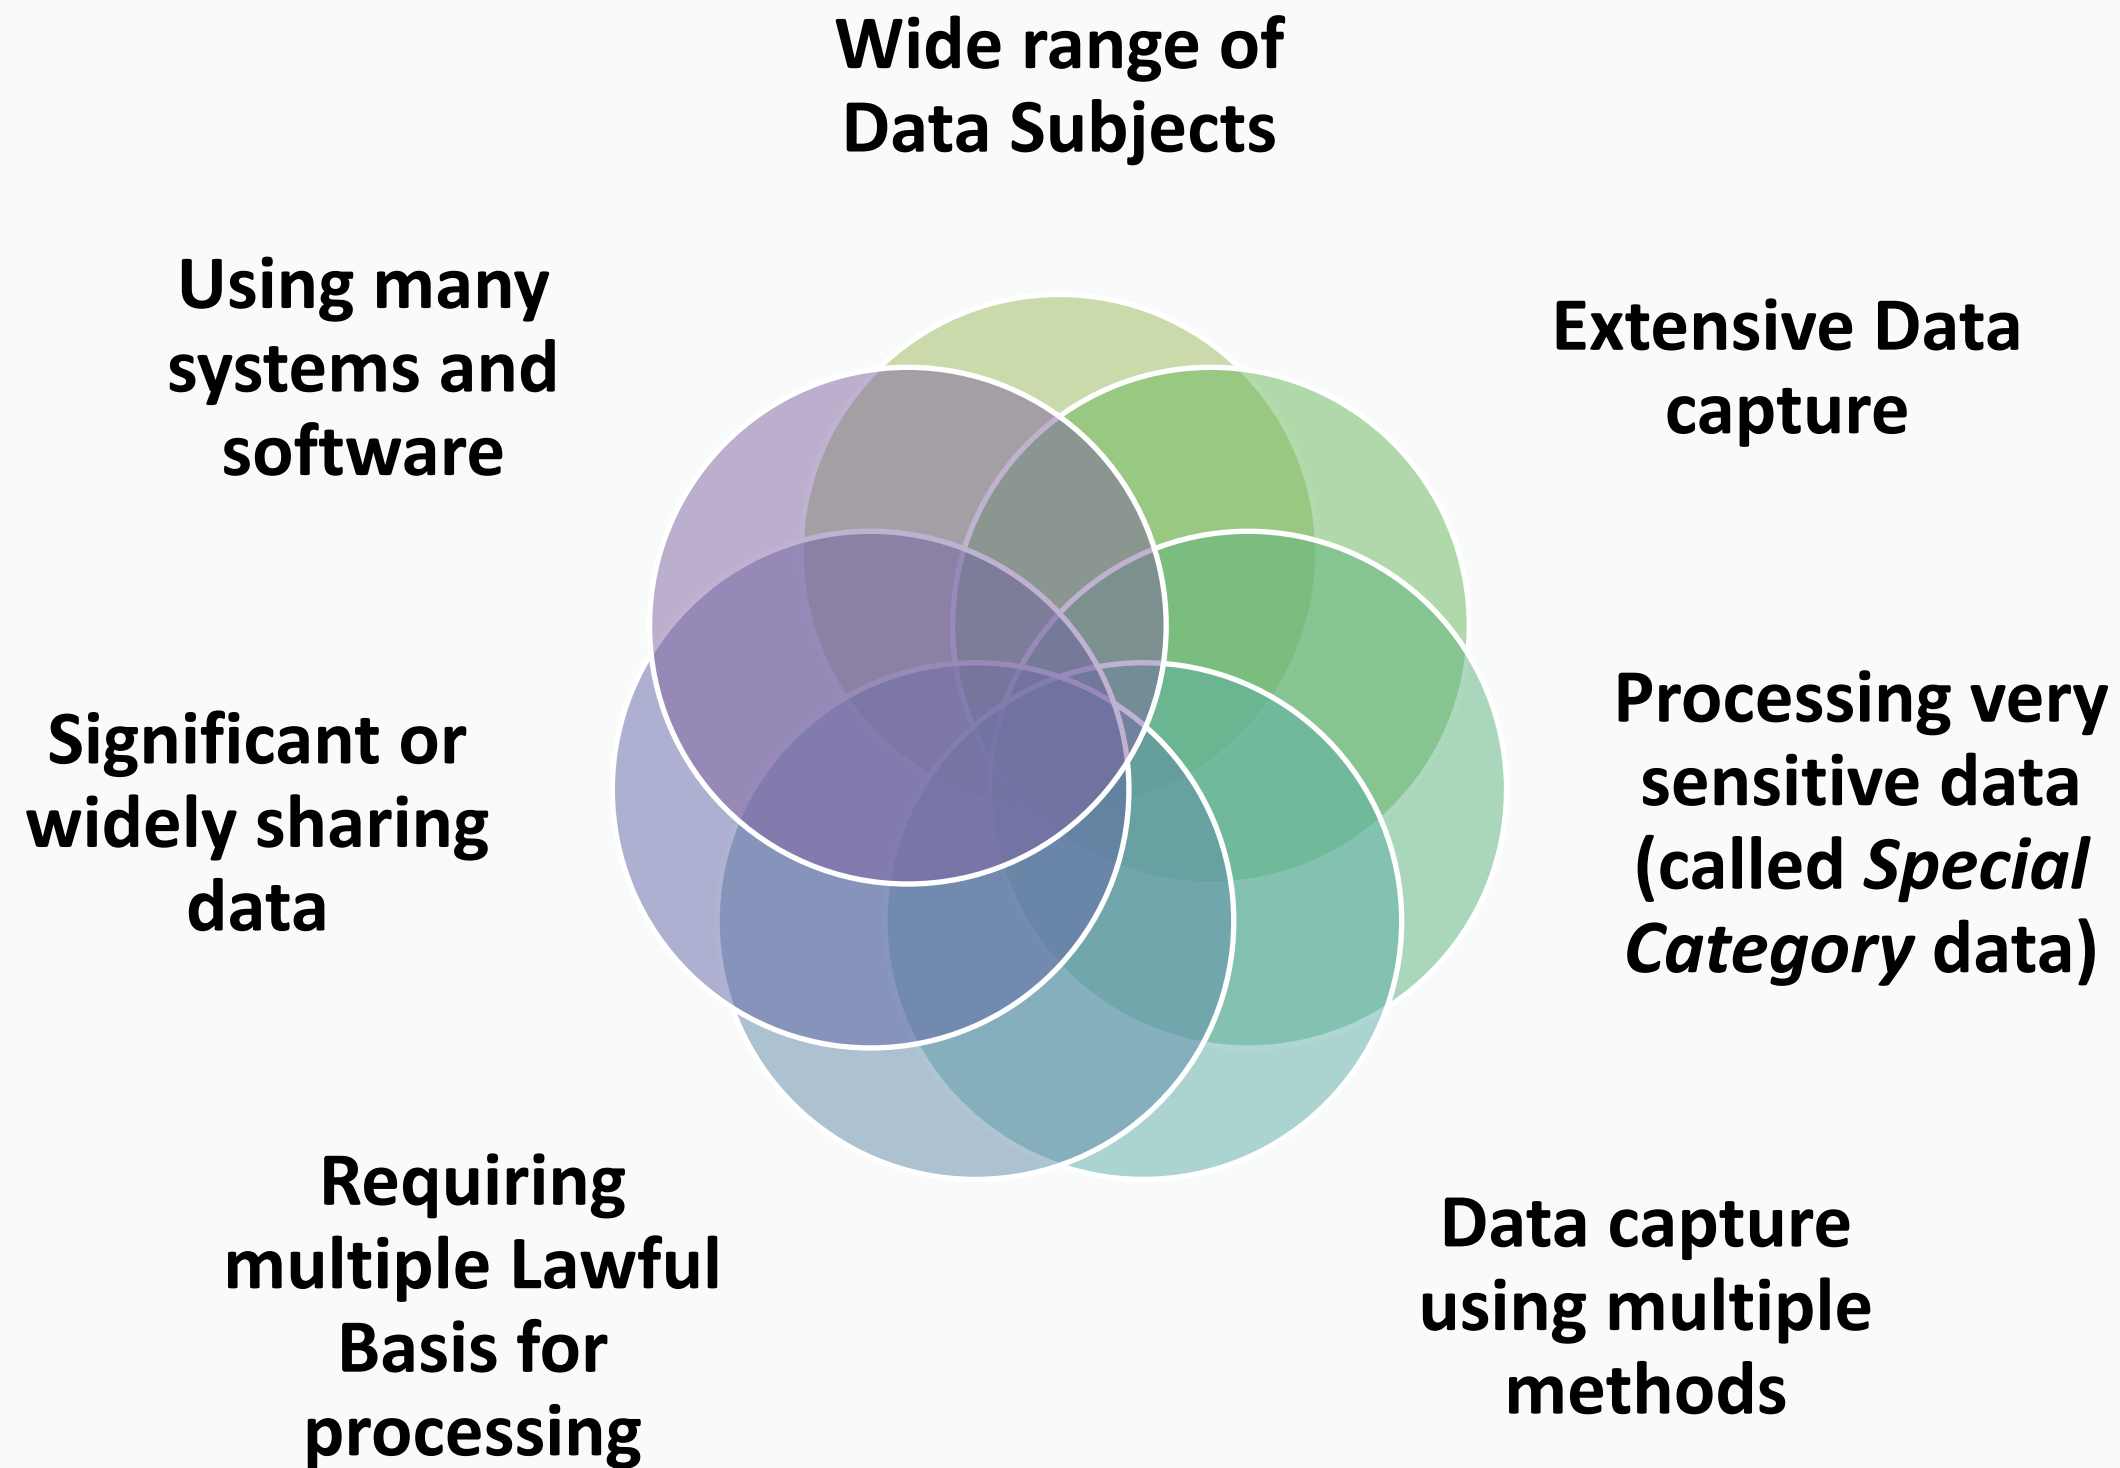 Wide range of
Data Subjects
Extensive Data
capture
Processing very
sensitive data
(called Special
Category data)
Data capture
using multiple
methods
Requiring
multiple Lawful
Basis for
processing
Significant or
widely sharing
data
Using many
systems and
software